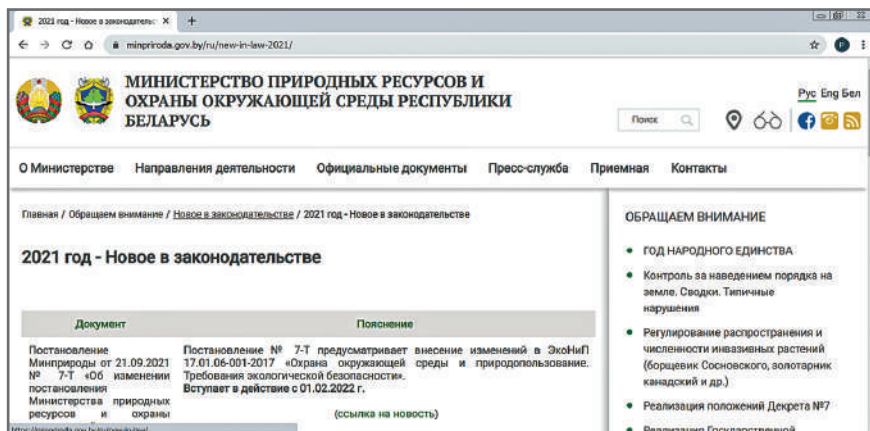 2021 год - Новое в законодательс
minpriroda.gov.by/ru/new-in-law-2021/
МИНИСТЕРСТВО ПРИРОДНЫХ РЕСУРСОВ И
ОХРАНЫ ОКРУЖАЮЩЕЙ СРЕДЫ РЕСПУБЛИКИ
БЕЛАРУСЬ
Рус Eng Бел
Поиск
О Министерстве Направления деятельности Официальные документы Пресс-служба Приемная Контакты
Главная / Обращаем внимание / Новое в законодательстве / 2021 год - Новое в законодательстве
2021 год - Новое в законодательстве
Документ Пояснение
Постановление
Минприроды от 21.09.2021
№ 7-Т «Об изменении
постановления
Министерства природных
ресурсов и охраны
Постановление № 7-Т предусматривает внесение изменений в ЭкоНиП
17.01.06-001-2017 «Охрана окружающей среды и природопользование.
Требования экологической безопасности».
Вступает в действие с 01.02.2022 г.
(ссылка на новость)
ОБРАЩАЕМ ВНИМАНИЕ
ГОД НАРОДНОГО ЕДИНСТВА
Контроль за наведением порядка на
земле. Сводки. Типичные
нарушения
Регулирование распространения и
численности инвазивных растений
(борщевик Сосновского, золотарник
канадский и др.)
Реализация положений Декрета №7
Реализация Государственной